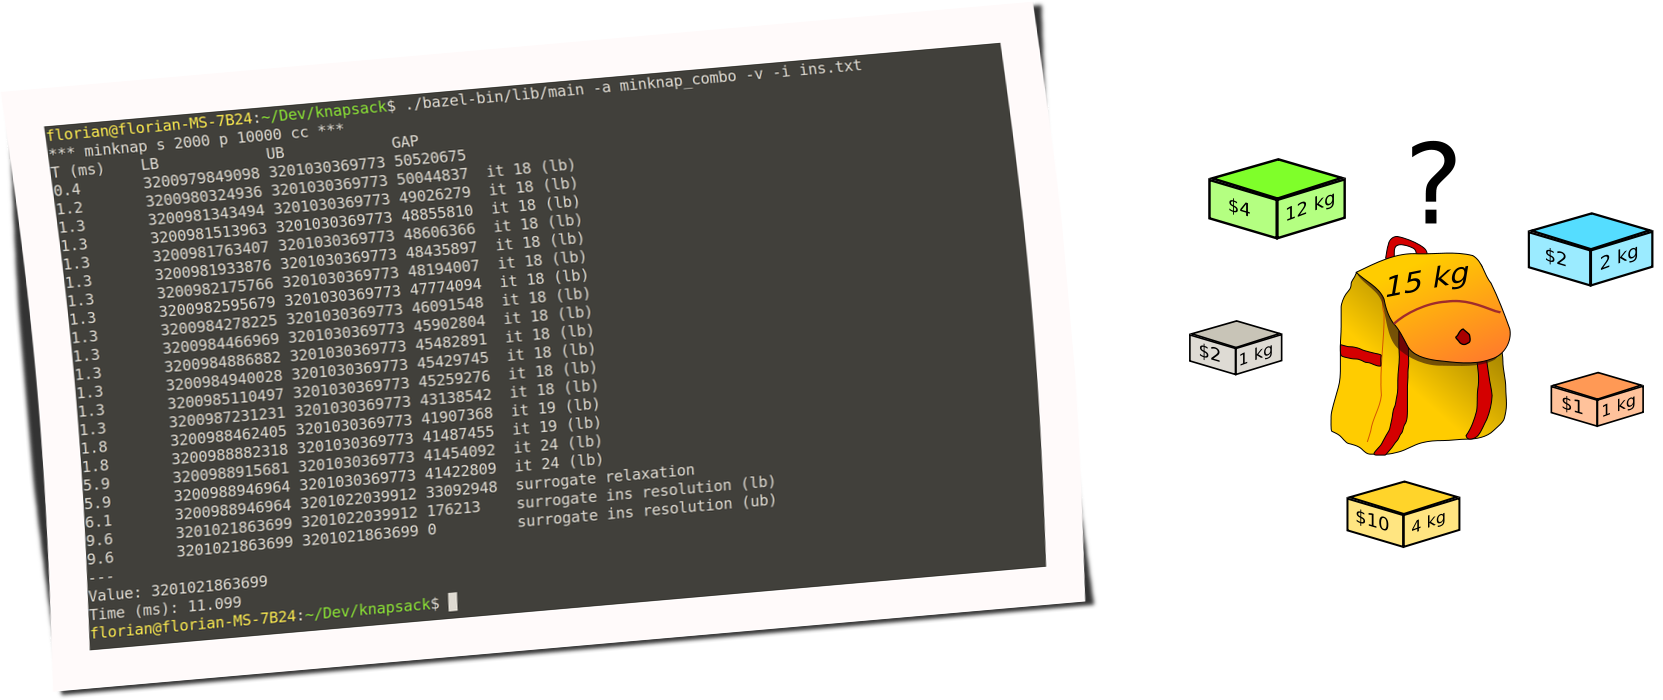 florian@florian-MS-7B24:~/Dev/knapsack$ ./bazel-bin/lib/main -a minknap_combo -v -i ins.txt
*** minknap s 2000 p 10000 cc ***
T (ms) LB UB GAP
0.4 3200979849098 3201030369773 50520675
1.2 3200980324936 3201030369773 50044837 it 18 (lb)
1.3 3200981343494 3201030369773 49026279 it 18 (lb)
1.3 3200981513963 3201030369773 48855810 it 18 (lb)
1.3 3200981763407 3201030369773 48606366 it 18 (lb)
1.3 3200981933876 3201030369773 48435897 it 18 (lb)
1.3 3200982175766 3201030369773 48194007 it 18 (lb)
1.3 3200982595679 3201030369773 47774094 it 18 (lb)
1.3 3200984278225 3201030369773 46091548 it 18 (lb)
1.3 3200984466969 3201030369773 45902804 it 18 (lb)
1.3 3200984886882 3201030369773 45482891 it 18 (lb)
1.3 3200984940028 3201030369773 45429745 it 18 (lb)
1.3 3200985110497 3201030369773 45259276 it 18 (lb)
1.3 3200987231231 3201030369773 43138542 it 18 (lb)
1.8 3200988462405 3201030369773 41907368 it 19 (lb)
1.8 3200988882318 3201030369773 41487455 it 19 (lb)
5.9 3200988915681 3201030369773 41454092 it 24 (lb)
5.9 3200988946964 3201030369773 41422809 it 24 (lb)
6.1 3200988946964 3201022039912 33092948 surrogate relaxation
9.6 3201021863699 3201022039912 176213 surrogate ins resolution (lb)
9.6 3201021863699 3201021863699 0 surrogate ins resolution (ub)
---
Value: 3201021863699
Time (ms): 11.099
florian@florian-MS-7B24:~/Dev/knapsack$
?
$4 12 kg
$2 2 kg
15 kg
$2 1 kg
$1 1 kg
$10 4 kg